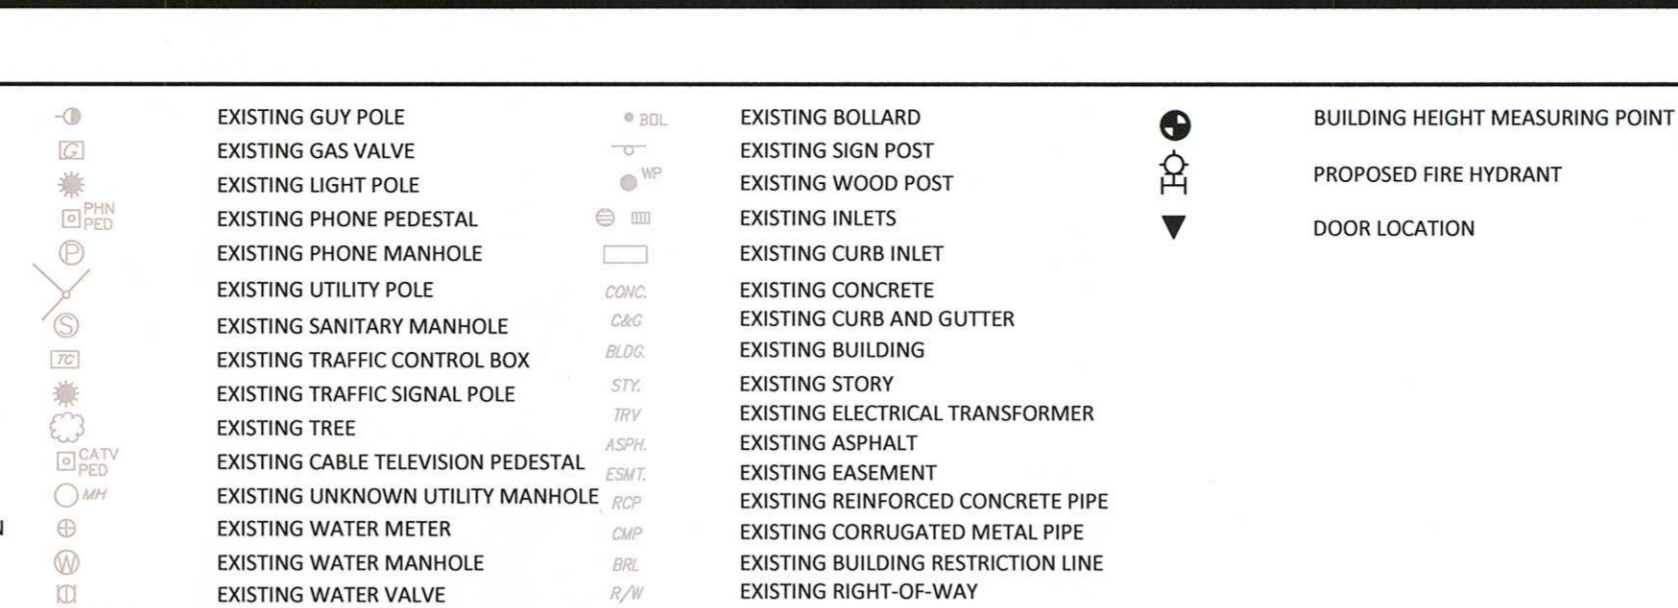 EXISTING GUY POLE
G EXISTING GAS VALVE
EXISTING LIGHT POLE
PHN PED EXISTING PHONE PEDESTAL
P EXISTING PHONE MANHOLE
EXISTING UTILITY POLE
S EXISTING SANITARY MANHOLE
TC EXISTING TRAFFIC CONTROL BOX
EXISTING TRAFFIC SIGNAL POLE
EXISTING TREE
CATV PED EXISTING CABLE TELEVISION PEDESTAL
MH EXISTING UNKNOWN UTILITY MANHOLE
N EXISTING WATER METER
W EXISTING WATER MANHOLE
EXISTING WATER VALVE
BOL EXISTING BOLLARD
EXISTING SIGN POST
WP EXISTING WOOD POST
EXISTING INLETS
EXISTING CURB INLET
CONC. EXISTING CONCRETE
C&G EXISTING CURB AND GUTTER
BLDG. EXISTING BUILDING
STY. EXISTING STORY
TRV EXISTING ELECTRICAL TRANSFORMER
ASPH. EXISTING ASPHALT
ESMT. EXISTING EASEMENT
RCP EXISTING REINFORCED CONCRETE PIPE
CMP EXISTING CORRUGATED METAL PIPE
BRL EXISTING BUILDING RESTRICTION LINE
R/W EXISTING RIGHT-OF-WAY
BUILDING HEIGHT MEASURING POINT
PROPOSED FIRE HYDRANT
DOOR LOCATION